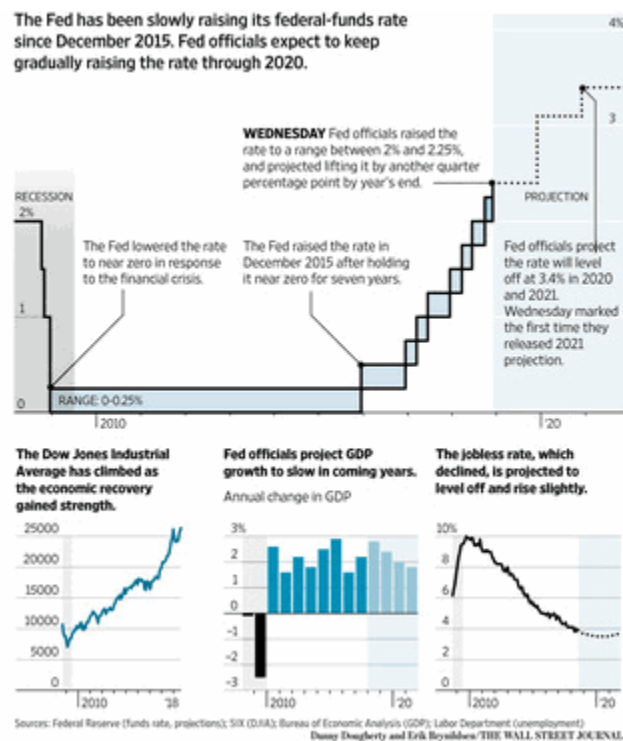 The Fed has been slowly raising its federal-funds rate
since December 2015. Fed officials expect to keep
gradually raising the rate through 2020.
4%
WEDNESDAY Fed officials raised the
rate to a range between 2% and 2.25%,
and projected lifting it by another quarter
percentage point by year's end.
3
RECESSION
PROJECTION
2%
The Fed lowered the rate
to near zero in response
to the financial crisis.
The Fed raised the rate in
December 2015 after holding
it near zero for seven years.
Fed officials project
the rate will level
off at 3.4% in 2020
and 2021.
Wednesday marked
the first time they
released 2021
projection.
1
0
RANGE: 0-0.25%
2010
'20
The Dow Jones Industrial
Average has climbed as
the economic recovery
gained strength.
25000
20000
15000
10000
5000
0
2010
'18
Fed officials project GDP
growth to slow in coming years.
Annual change in GDP
3%
2
1
0
-1
-2
-3
2010
'20
The jobless rate, which
declined, is projected to
level off and rise slightly.
10%
8
6
4
2
0
2010
'20
Sources: Federal Reserve (funds rate, projections); SIX (DJIA); Bureau of Economic Analysis (GDP); Labor Department (unemployment)
Danny Dougherty and Erik Brynildsen/THE WALL STREET JOURNAL